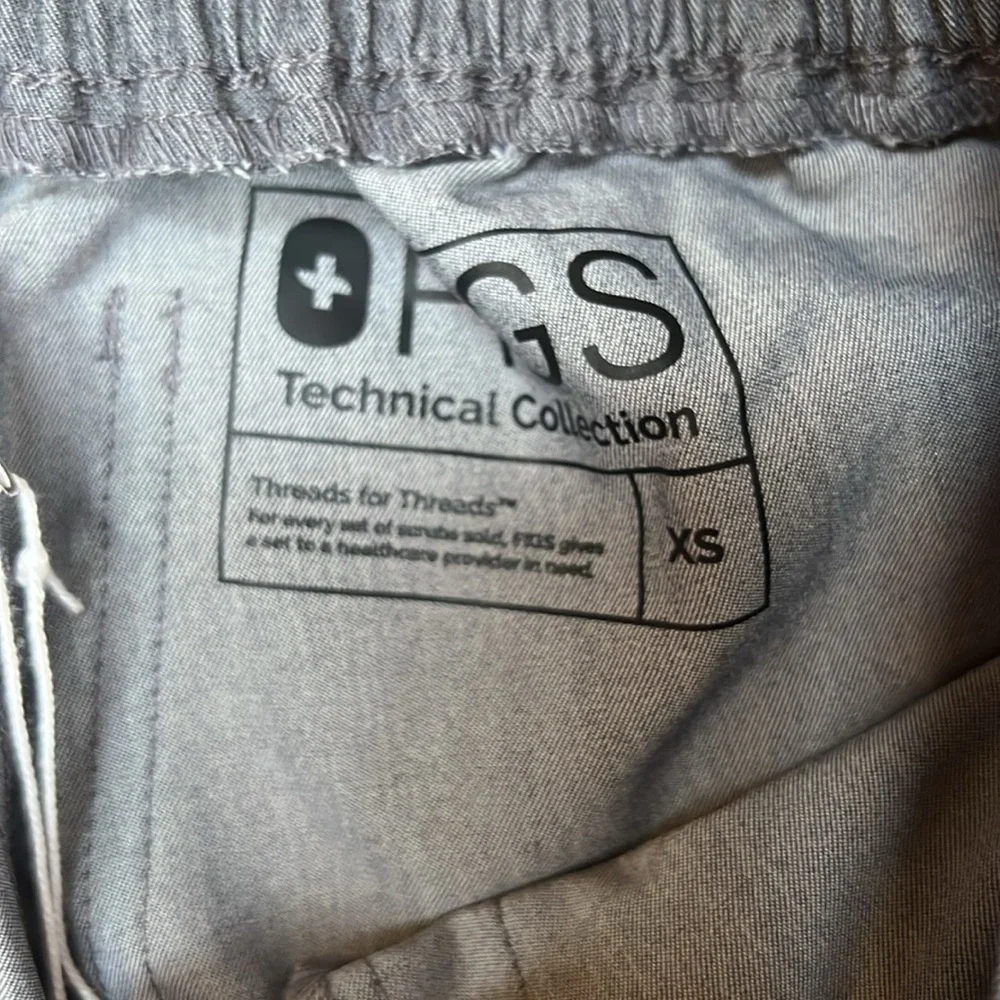 FIGS
Technical Collection
Threads for Threads™
For every set of scrubs sold, FIGS gives
a set to a healthcare provider in need.
XS